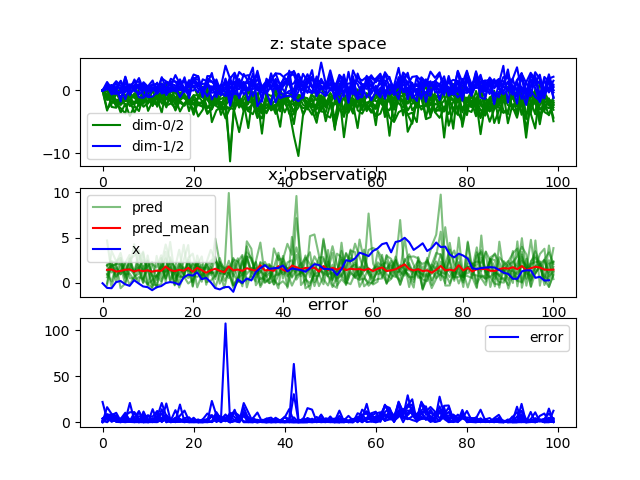 z: state space
0
−10
dim-0/2
dim-1/2
0 20 40 60 80 100
x: observation
10
5
0
pred
pred_mean
x
0 20 40 60 80 100
error
100
50
0
error
0 20 40 60 80 100